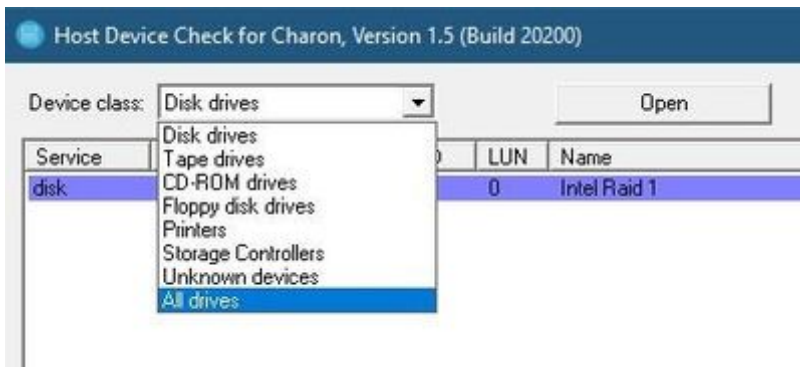 Host Device Check for Charon, Version 1.5 (Build 20200)
Device class: Disk drives Open
Disk drives
Service Tape drives LUN Name
disk CD-ROM drives 0 Intel Raid 1
Floppy disk drives
Printers
Storage Controllers
Unknown devices
All drives